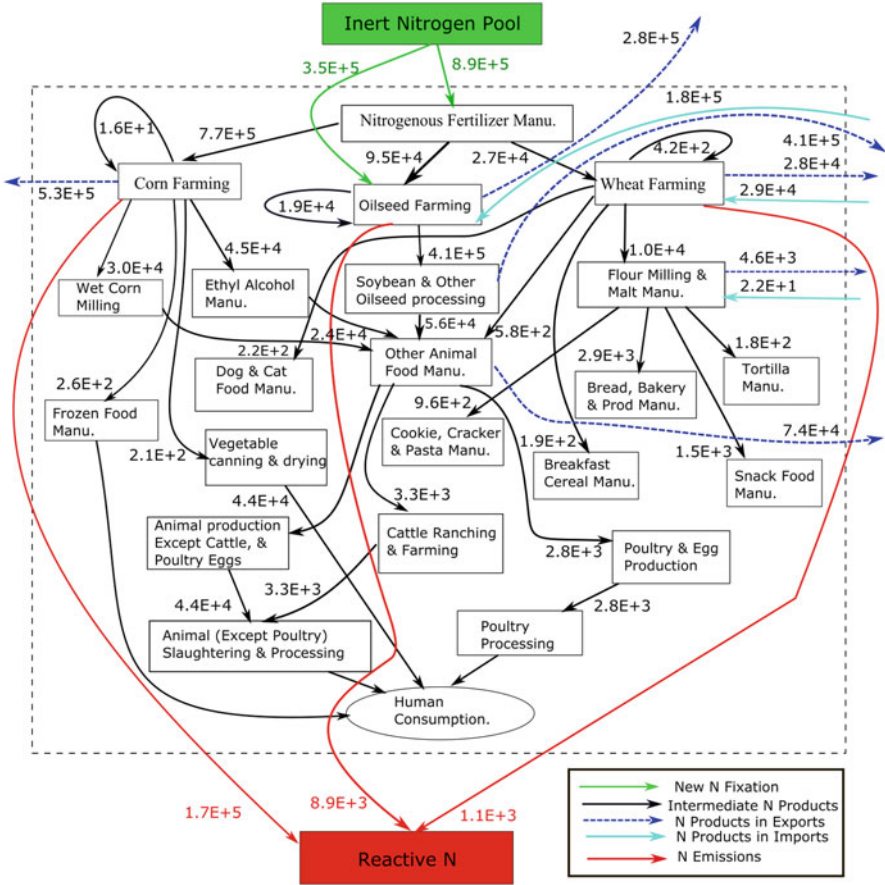 Inert Nitrogen Pool
2.8E+5
3.5E+5
8.9E+5
1.8E+5
1.6E+1
7.7E+5
Nitrogenous Fertilizer Manu.
4.2E+2
4.1E+5
9.5E+4
2.7E+4
2.8E+4
Corn Farming
Wheat Farming
5.3E+5
Oilseed Farming
2.9E+4
1.9E+4
4.5E+4
4.1E+5
1.0E+4
3.0E+4
4.6E+3
Wet Corn
Milling
Ethyl Alcohol
Manu.
Soybean & Other
Oilseed processing
Flour Milling &
Malt Manu.
2.2E+1
5.6E+4
5.8E+2
2.4E+4
2.2E+2
1.8E+2
Other Animal
Food Manu.
2.9E+3
Dog & Cat
Food Manu.
Tortilla
Manu.
Bread, Bakery
& Prod Manu.
2.6E+2
9.6E+2
Frozen Food
Manu.
Cookie, Cracker
& Pasta Manu.
7.4E+4
Vegetable
canning & drying
2.1E+2
1.9E+2
1.5E+3
Breakfast
Cereal Manu.
Snack Food
Manu.
4.4E+4
3.3E+3
Animal production
Except Cattle, &
Poultry Eggs
Cattle Ranching
& Farming
2.8E+3
Poultry & Egg
Production
3.3E+3
4.4E+4
2.8E+3
Animal (Except Poultry)
Slaughtering & Processing
Poultry
Processing
Human
Consumption.
1.7E+5
8.9E+3
1.1E+3
Reactive N
New N Fixation
Intermediate N Products
N Products in Exports
N Products in Imports
N Emissions